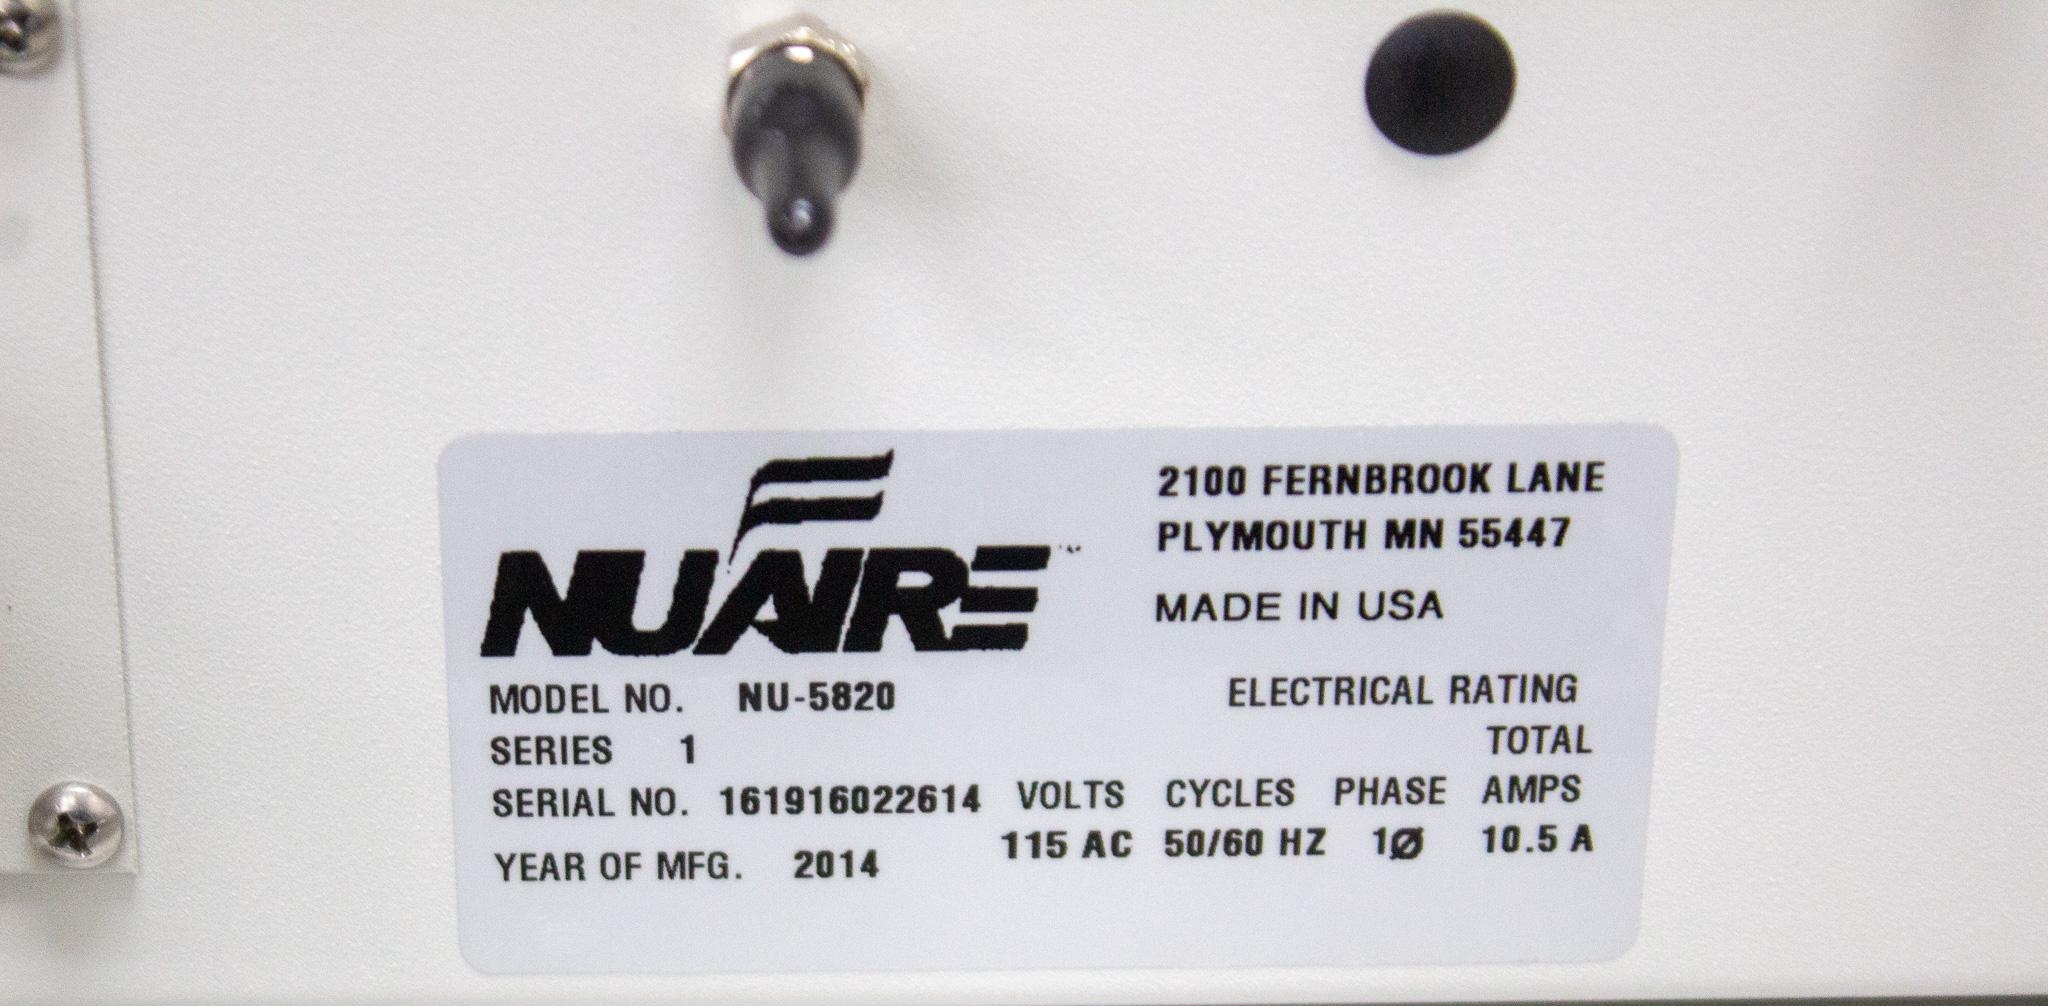 NUAIRE
2100 FERNBROOK LANE
PLYMOUTH MN 55447
MADE IN USA
MODEL NO. NU-5820
SERIES 1
SERIAL NO. 161916022614
YEAR OF MFG. 2014
ELECTRICAL RATING
TOTAL
VOLTS CYCLES PHASE AMPS
115 AC 50/60 HZ 1Ø 10.5 A